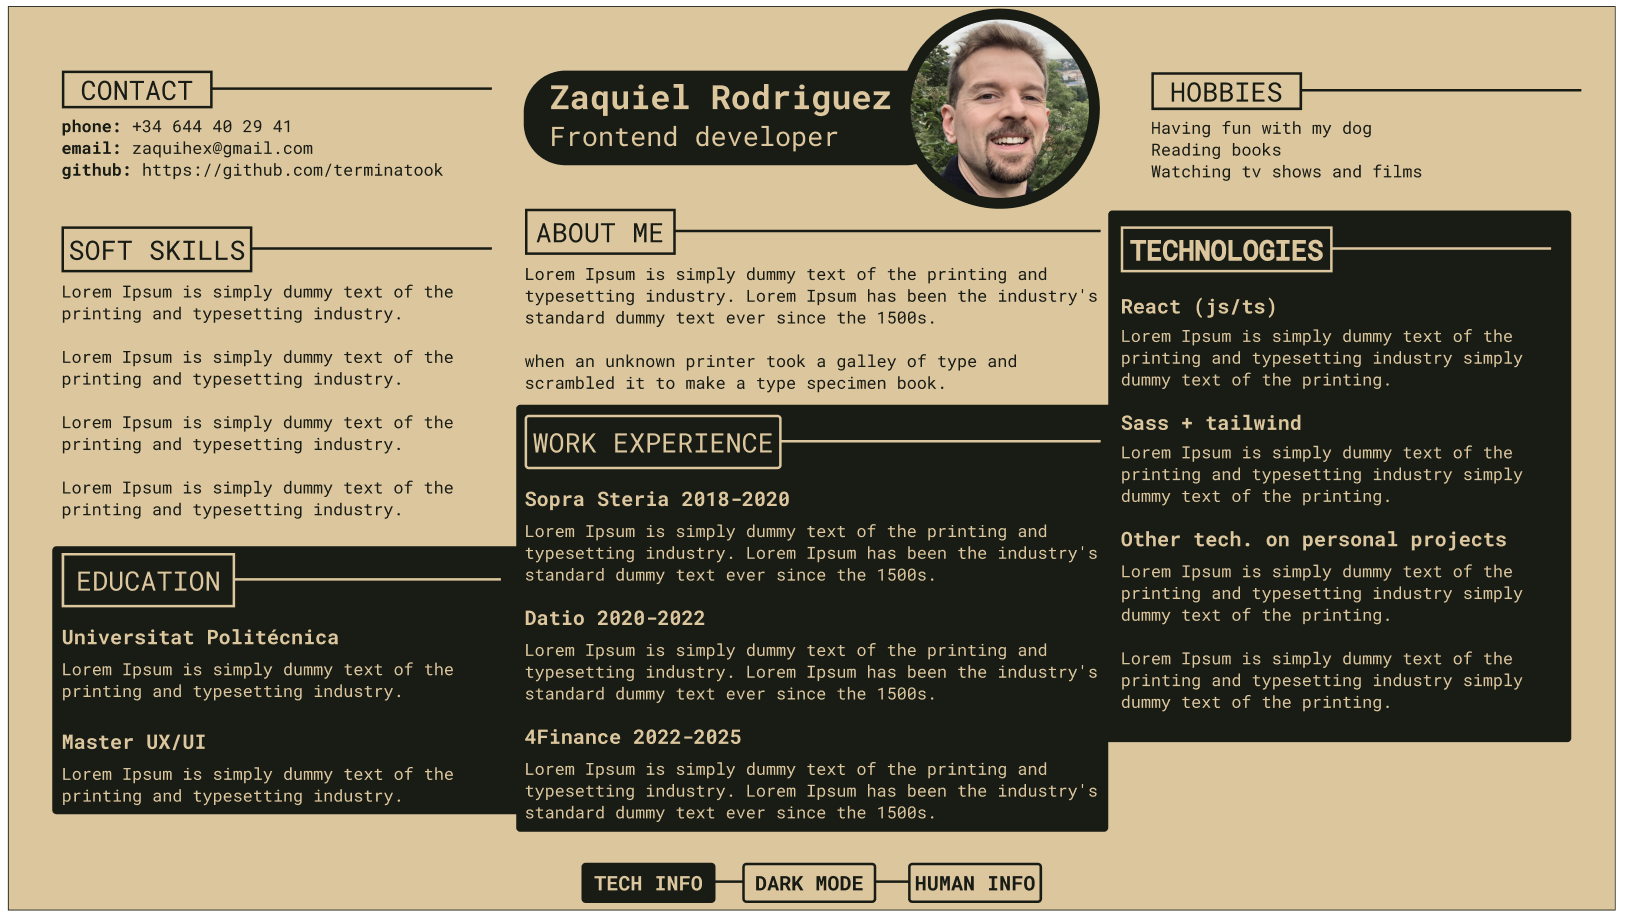 CONTACT
phone: +34 644 40 29 41
email: zaquihex@gmail.com
github: https://github.com/terminatook
SOFT SKILLS
Lorem Ipsum is simply dummy text of the
printing and typesetting industry.
Lorem Ipsum is simply dummy text of the
printing and typesetting industry.
Lorem Ipsum is simply dummy text of the
printing and typesetting industry.
Lorem Ipsum is simply dummy text of the
printing and typesetting industry.
EDUCATION
Universitat Politécnica
Lorem Ipsum is simply dummy text of the
printing and typesetting industry.
Master UX/UI
Lorem Ipsum is simply dummy text of the
printing and typesetting industry.
Zaquiel Rodriguez
Frontend developer
ABOUT ME
Lorem Ipsum is simply dummy text of the printing and
typesetting industry. Lorem Ipsum has been the industry's
standard dummy text ever since the 1500s.
when an unknown printer took a galley of type and
scrambled it to make a type specimen book.
WORK EXPERIENCE
Sopra Steria 2018-2020
Lorem Ipsum is simply dummy text of the printing and
typesetting industry. Lorem Ipsum has been the industry's
standard dummy text ever since the 1500s.
Datio 2020-2022
Lorem Ipsum is simply dummy text of the printing and
typesetting industry. Lorem Ipsum has been the industry's
standard dummy text ever since the 1500s.
4Finance 2022-2025
Lorem Ipsum is simply dummy text of the printing and
typesetting industry. Lorem Ipsum has been the industry's
standard dummy text ever since the 1500s.
HOBBIES
Having fun with my dog
Reading books
Watching tv shows and films
TECHNOLOGIES
React (js/ts)
Lorem Ipsum is simply dummy text of the
printing and typesetting industry simply
dummy text of the printing.
Sass + tailwind
Lorem Ipsum is simply dummy text of the
printing and typesetting industry simply
dummy text of the printing.
Other tech. on personal projects
Lorem Ipsum is simply dummy text of the
printing and typesetting industry simply
dummy text of the printing.
Lorem Ipsum is simply dummy text of the
printing and typesetting industry simply
dummy text of the printing.
TECH INFO
DARK MODE
HUMAN INFO